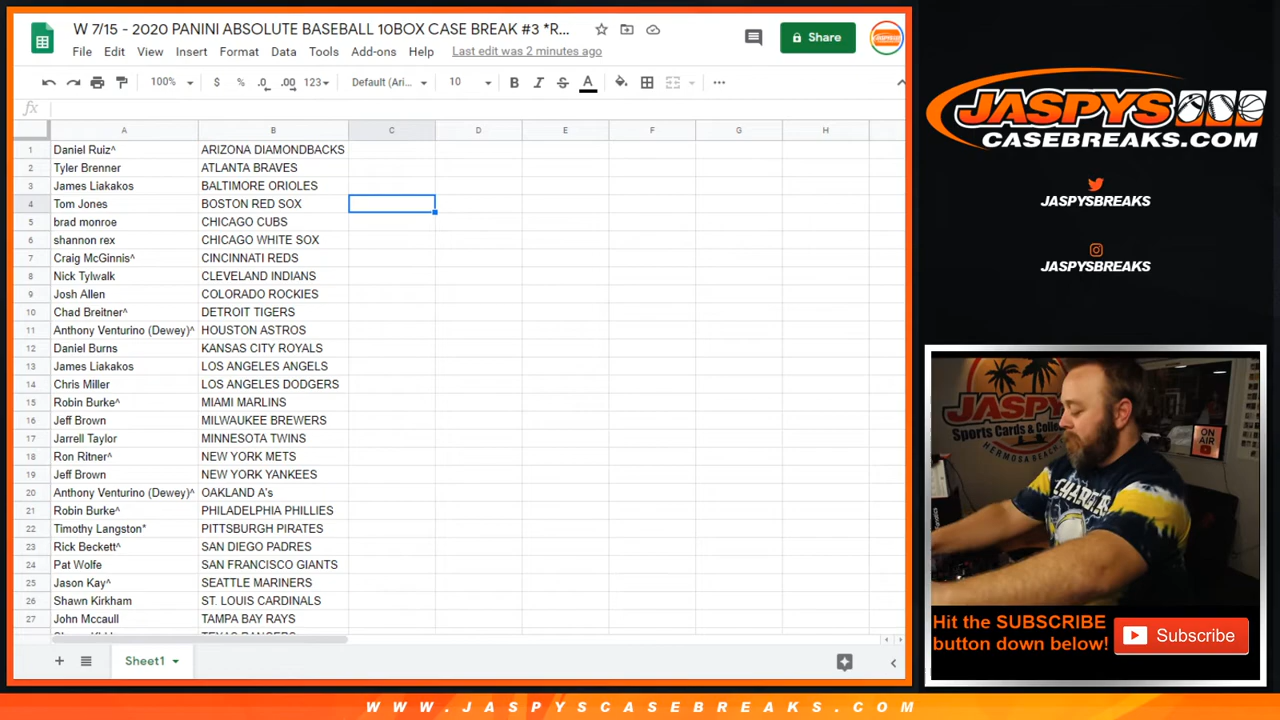 W 7/15 - 2020 PANINI ABSOLUTE BASEBALL 10BOX CASE BREAK #3 *R...
File Edit View Insert Format Data Tools Add-ons Help Last edit was 2 minutes ago
Share
100% $ % .0 .00 123 Default (Ari... 10 B I S A
fx
A B C D E F G H
1 Daniel Ruiz^ ARIZONA DIAMONDBACKS
2 Tyler Brenner ATLANTA BRAVES
3 James Liakakos BALTIMORE ORIOLES
4 Tom Jones BOSTON RED SOX
5 brad monroe CHICAGO CUBS
6 shannon rex CHICAGO WHITE SOX
7 Craig McGinnis^ CINCINNATI REDS
8 Nick Tylwalk CLEVELAND INDIANS
9 Josh Allen COLORADO ROCKIES
10 Chad Breitner^ DETROIT TIGERS
11 Anthony Venturino (Dewey)^ HOUSTON ASTROS
12 Daniel Burns KANSAS CITY ROYALS
13 James Liakakos LOS ANGELES ANGELS
14 Chris Miller LOS ANGELES DODGERS
15 Robin Burke^ MIAMI MARLINS
16 Jeff Brown MILWAUKEE BREWERS
17 Jarrell Taylor MINNESOTA TWINS
18 Ron Ritner^ NEW YORK METS
19 Jeff Brown NEW YORK YANKEES
20 Anthony Venturino (Dewey)^ OAKLAND A's
21 Robin Burke^ PHILADELPHIA PHILLIES
22 Timothy Langston* PITTSBURGH PIRATES
23 Rick Beckett^ SAN DIEGO PADRES
24 Pat Wolfe SAN FRANCISCO GIANTS
25 Jason Kay^ SEATTLE MARINERS
26 Shawn Kirkham ST. LOUIS CARDINALS
27 John Mccaull TAMPA BAY RAYS
TEXAS RANGERS
Sheet1
JASPYS
CASEBREAKS.COM
JASPYSBREAKS
JASPYSBREAKS
JASPYS
Sports Cards & Colle
HERMOSA BEACH
ON AIR
CHARGERS
Hit the SUBSCRIBE
button down below!
Subscribe
WWW.JASPYSCASEBREAKS.COM